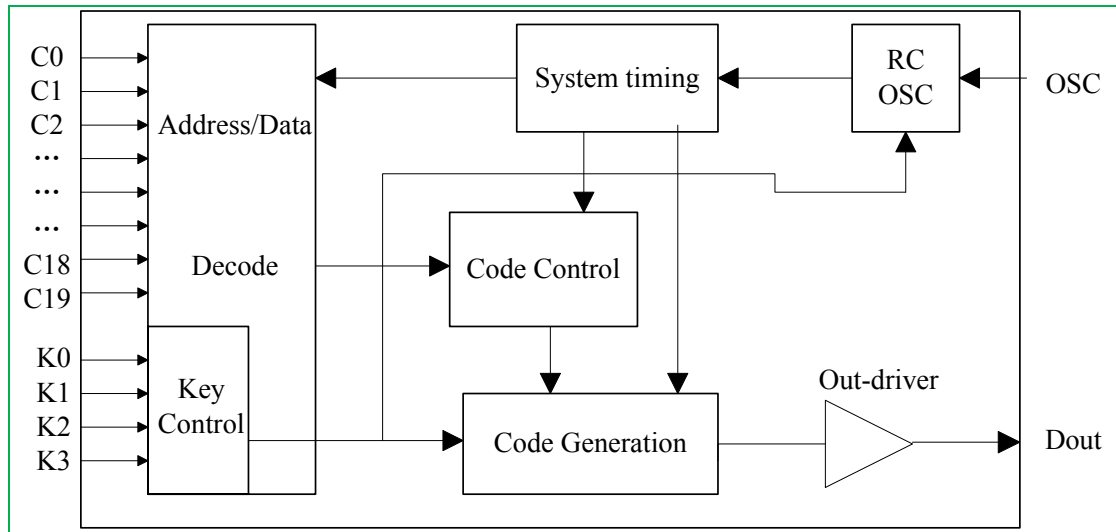 C0
C1
C2
...
...
...
C18
C19
K0
K1
K2
K3
Address/Data
Decode
Key
Control
System timing
RC
OSC
OSC
Code Control
Code Generation
Out-driver
Dout